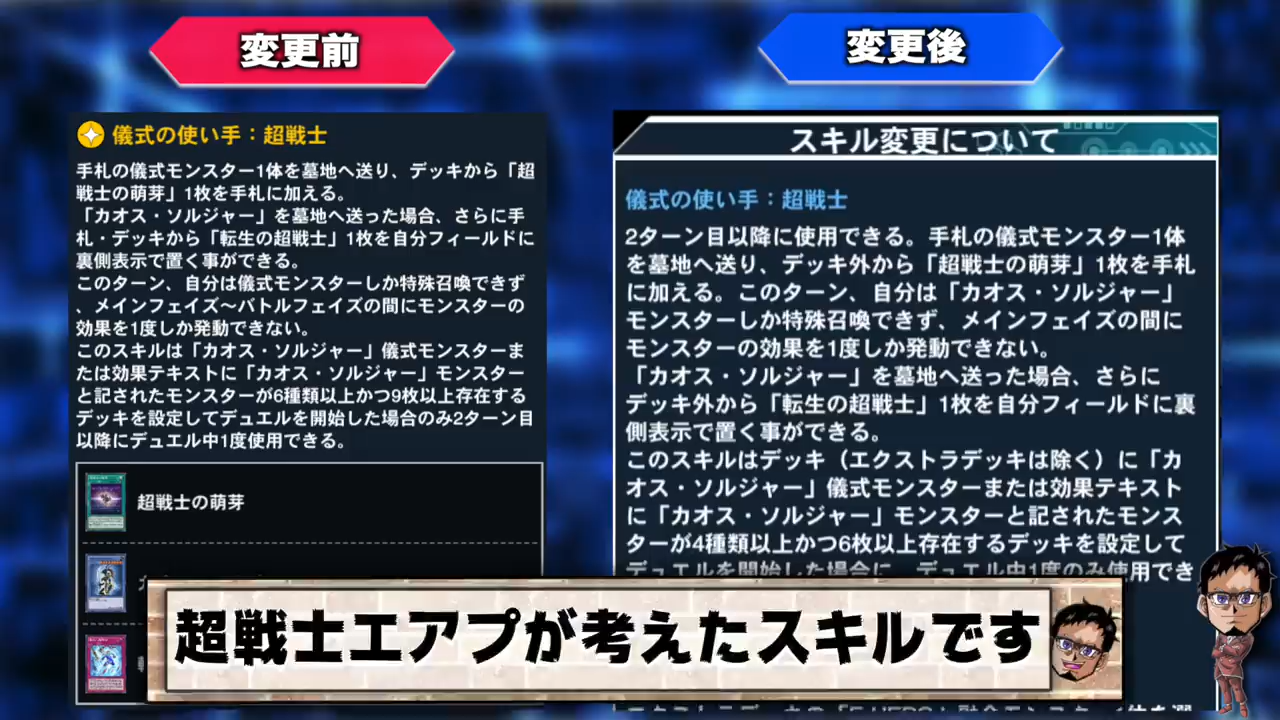 変更前
変更後
儀式の使い手：超戦士
手札の儀式モンスター1体を墓地へ送り、デッキから「超
戦士の萌芽」1枚を手札に加える。
「カオス・ソルジャー」を墓地へ送った場合、さらに手
札・デッキから「転生の超戦士」1枚を自分フィールドに
裏側表示で置く事ができる。
このターン、自分は儀式モンスターしか特殊召喚できず
、メインフェイズ～バトルフェイズの間にモンスターの
効果を1度しか発動できない。
このスキルは「カオス・ソルジャー」儀式モンスターま
たは効果テキストに「カオス・ソルジャー」モンスター
と記されたモンスターが6種類以上かつ9枚以上存在する
デッキを設定してデュエルを開始した場合のみ2ターン目
以降にデュエル中1度使用できる。
超戦士の萌芽
スキル変更について
儀式の使い手：超戦士
2ターン目以降に使用できる。手札の儀式モンスター1体
を墓地へ送り、デッキ外から「超戦士の萌芽」1枚を手札
に加える。このターン、自分は「カオス・ソルジャー」
モンスターしか特殊召喚できず、メインフェイズの間に
モンスターの効果を1度しか発動できない。
「カオス・ソルジャー」を墓地へ送った場合、さらに
デッキ外から「転生の超戦士」1枚を自分フィールドに裏
側表示で置く事ができる。
このスキルはデッキ（エクストラデッキは除く）に「カ
オス・ソルジャー」儀式モンスターまたは効果テキスト
に「カオス・ソルジャー」モンスターと記されたモンス
ターが4種類以上かつ6枚以上存在するデッキを設定して
デュエルを開始した場合に、デュエル中1度のみ使用でき
超戦士エアプが考えたスキルです